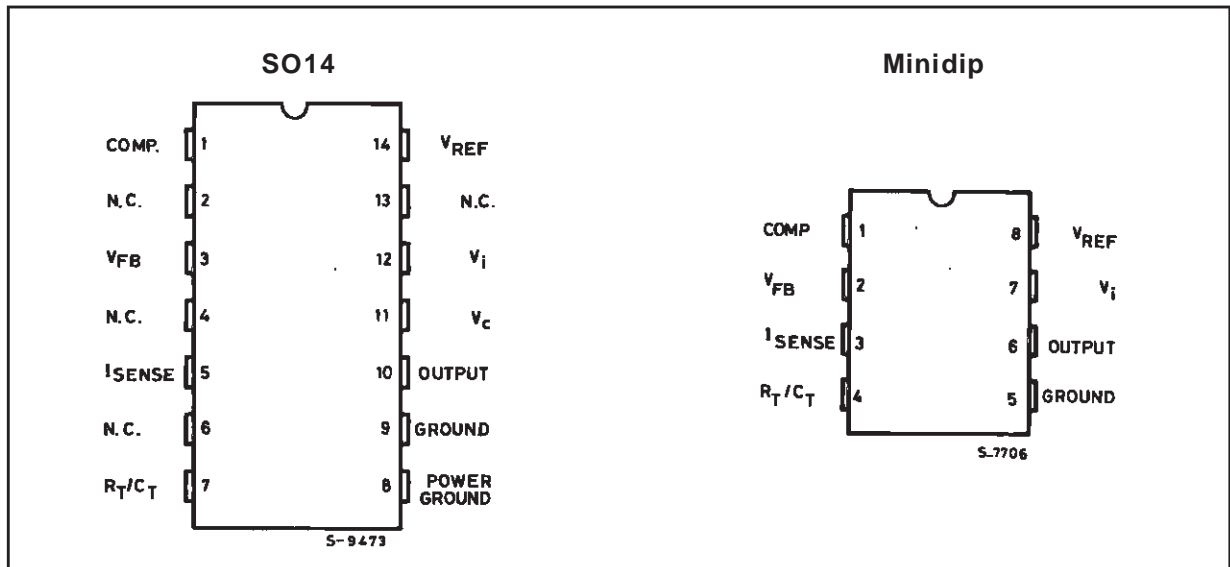 SO14
COMP. 1
N.C. 2
VFB 3
N.C. 4
ISENSE 5
N.C. 6
RT/CT 7
14 VREF
13 N.C.
12 Vi
11 Vc
10 OUTPUT
9 GROUND
8 POWER
GROUND
S-9473
Minidip
COMP 1
VFB 2
ISENSE 3
RT/CT 4
8 VREF
7 Vi
6 OUTPUT
5 GROUND
S-7706